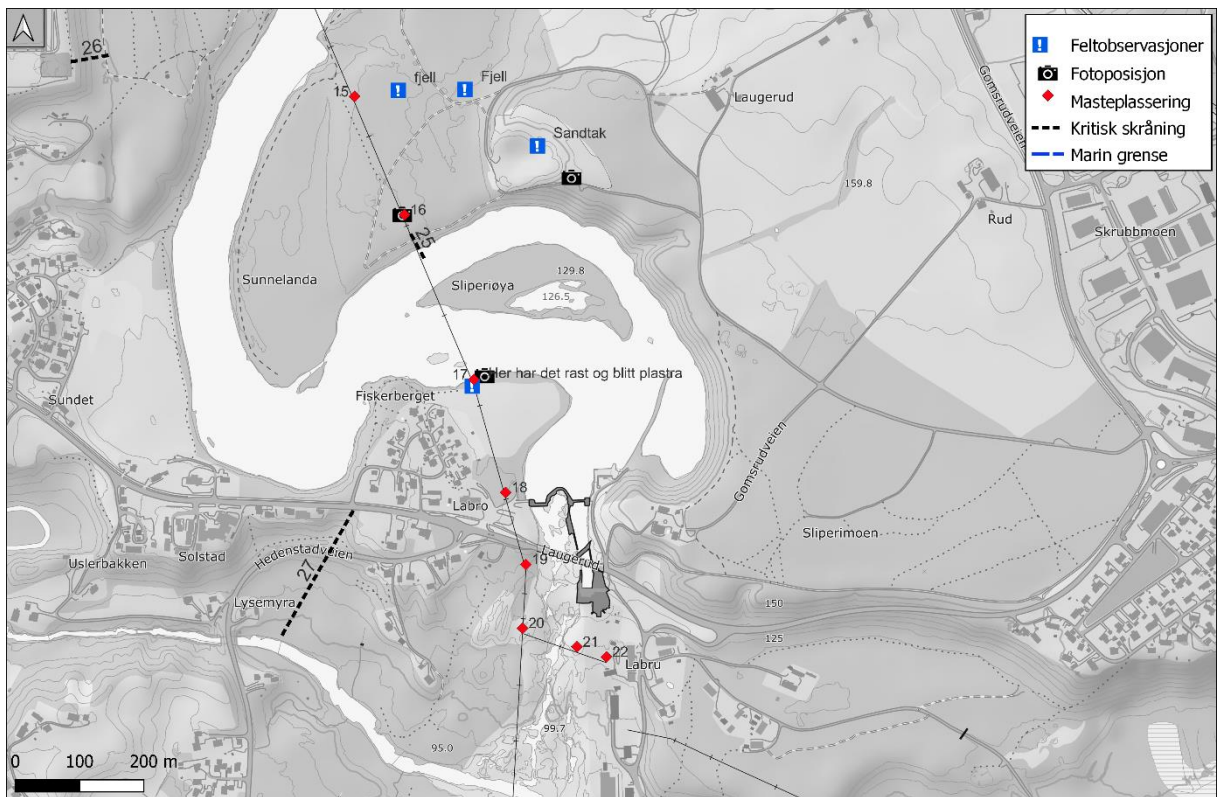 26
Feltobservasjoner
Fotoposisjon
Masteplassering
Kritisk skråning
Marin grense
Gomsrudveien
15
fjell
Fjell
Laugerud
Sandtak
159.8
16
25
Rud
Skrubbmoen
Sunnelanda
Sliperiøya
129.8
126.5
17
Her har det rast og blitt plastra
Fiskerberget
Sundet
Gomsrudveien
18
Labro
Sliperimoen
Solstad
Uslerbakken
Hedenstadveien
Laugerud
19
27
Lysemyra
150
20
125
21
22
Labru
99.7
95.0
0 100 200 m